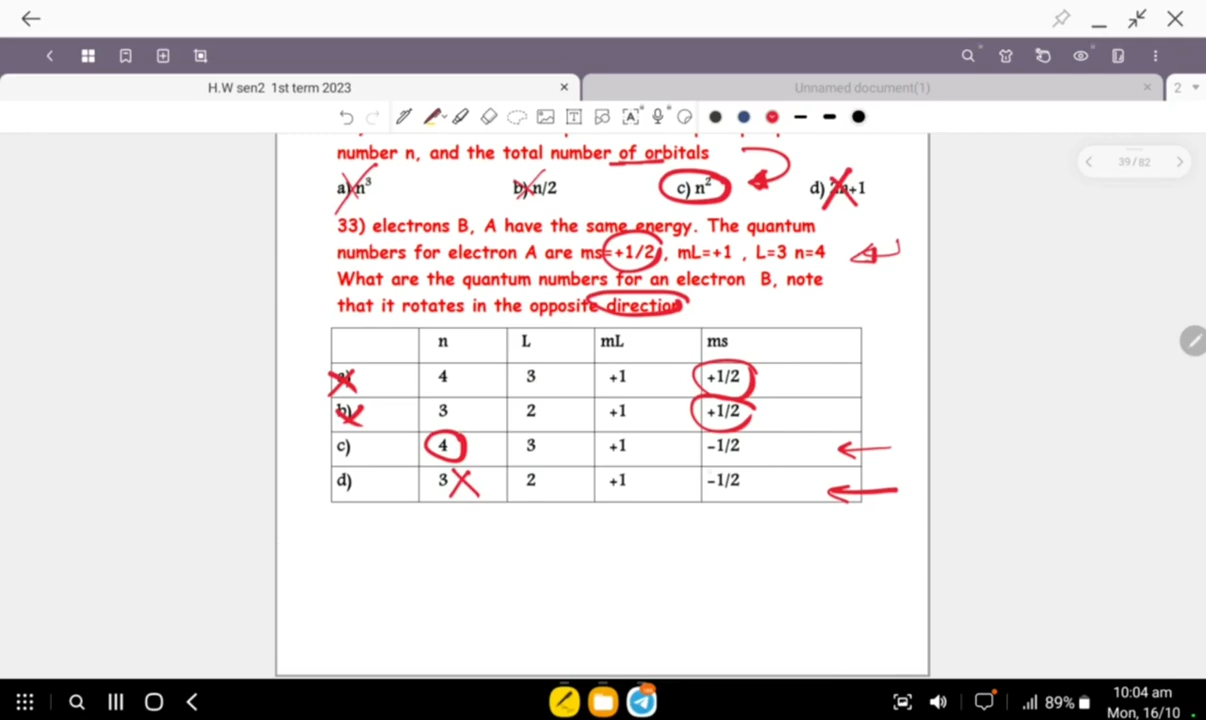 H.W sen2 1st term 2023
Unnamed document(1)
2
39/82
number n, and the total number of orbitals
a) n³ b) n/2 c) n² d) 2n+1
33) electrons B, A have the same energy. The quantum
numbers for electron A are ms=+1/2, mL=+1 , L=3 n=4
What are the quantum numbers for an electron B, note
that it rotates in the opposite direction
n L mL ms
a) 4 3 +1 +1/2
b) 3 2 +1 +1/2
c) 4 3 +1 -1/2
d) 3 2 +1 -1/2
89%
10:04 am
Mon, 16/10